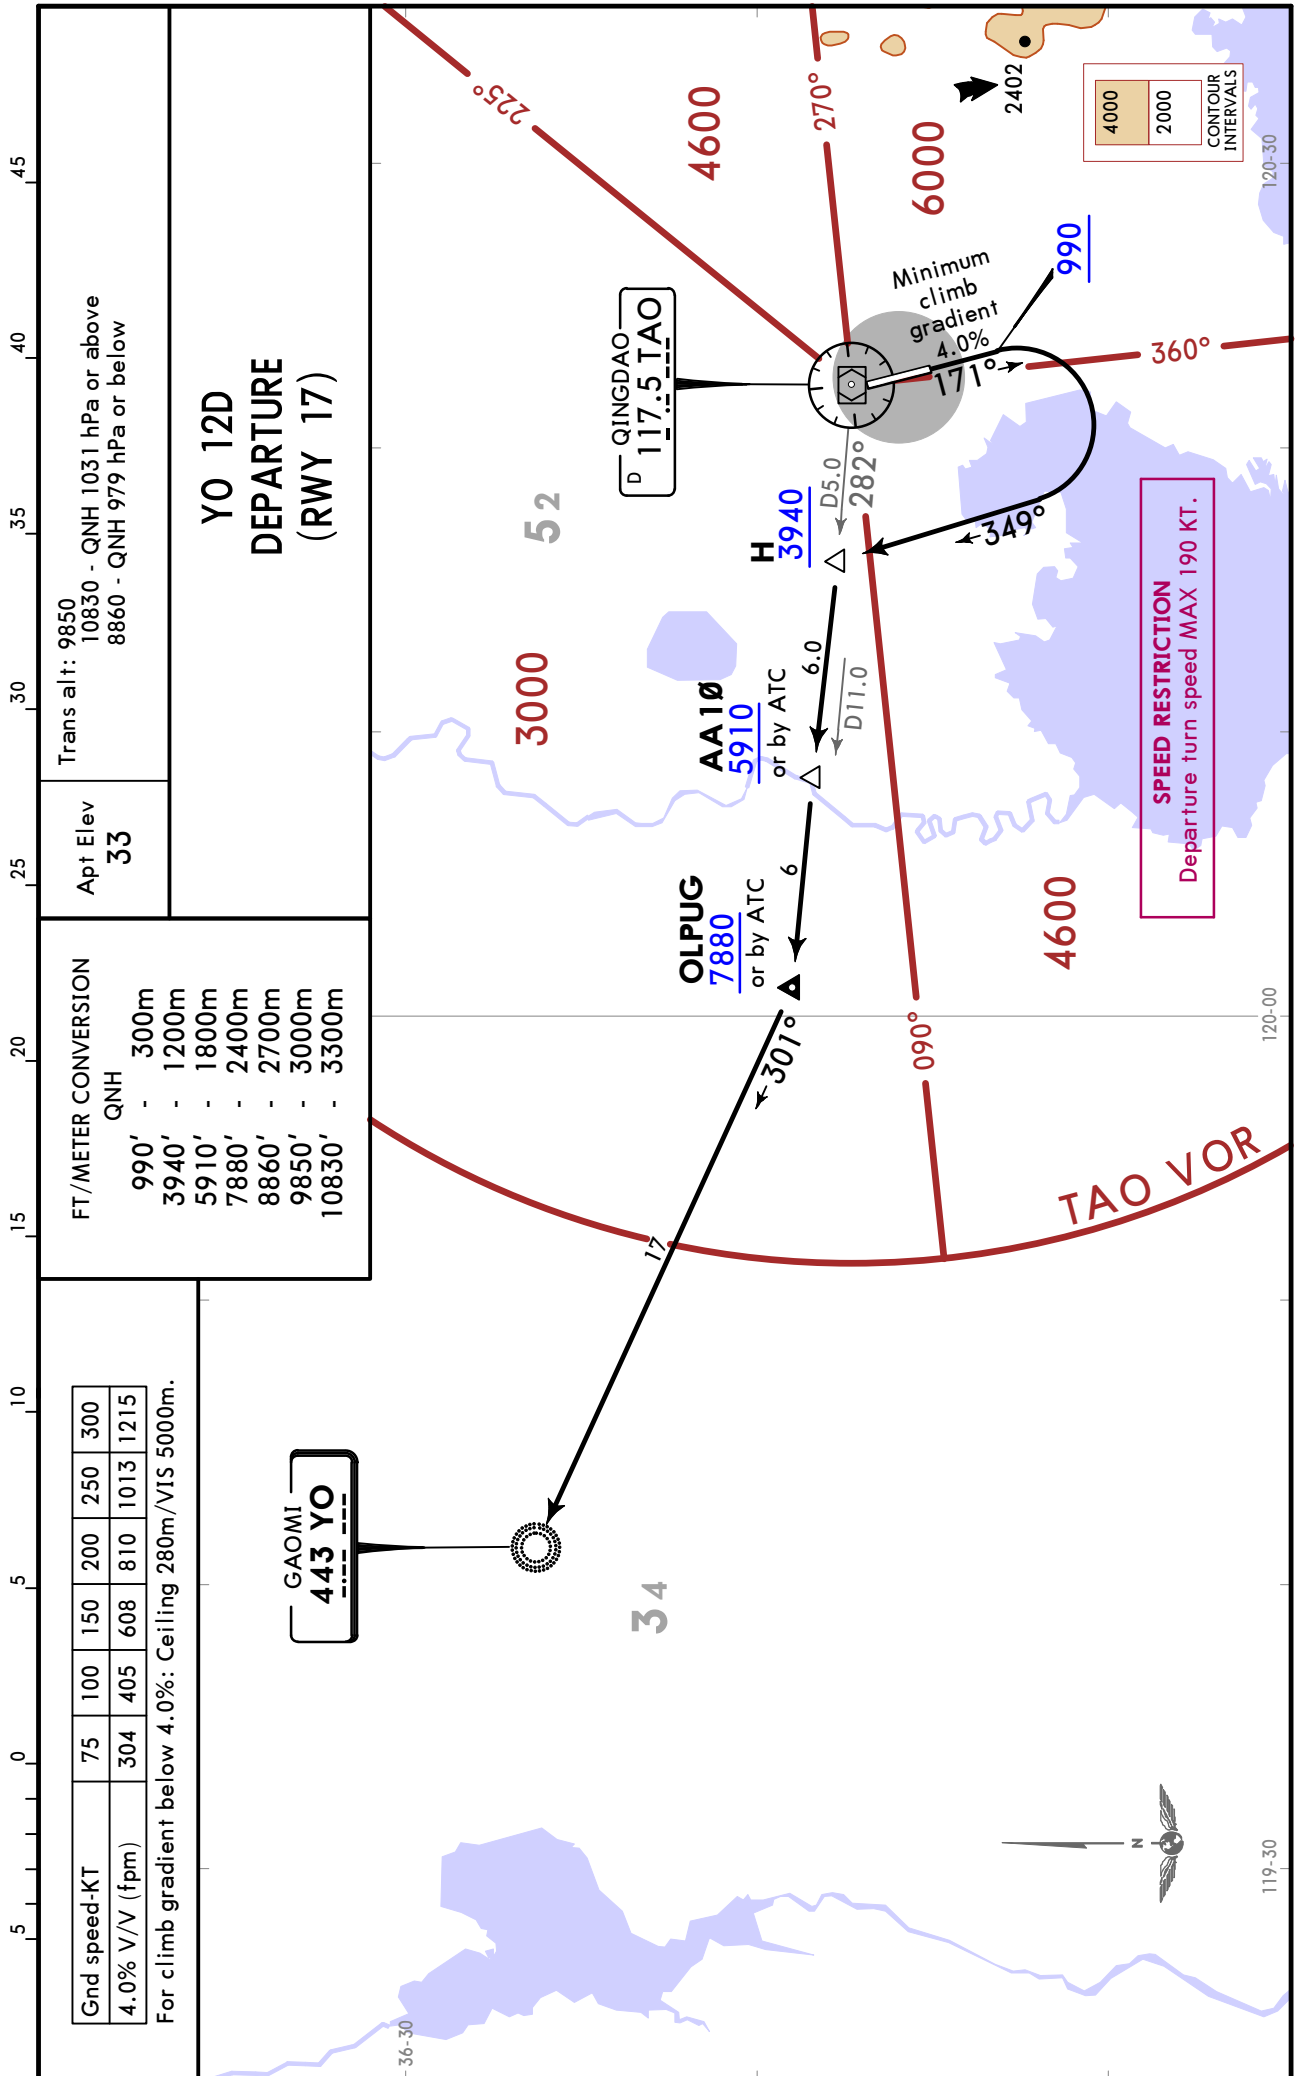 5
0
5
10
15
20
25
30
35
40
45
Gnd speed-KT 75 100 150 200 250 300
4.0% V/V (fpm) 304 405 608 810 1013 1215
For climb gradient below 4.0%: Ceiling 280m/VIS 5000m.
FT/METER CONVERSION
QNH
990' - 300m
3940' - 1200m
5910' - 1800m
7880' - 2400m
8860' - 2700m
9850' - 3000m
10830' - 3300m
Apt Elev
33
Trans alt: 9850
10830 - QNH 1031 hPa or above
8860 - QNH 979 hPa or below
YO 12D
DEPARTURE
(RWY 17)
GAOMI
443 YO
34
17
301°
OLPUG
7880
or by ATC
6
AA1Ø
5910
or by ATC
6.0
D11.0
H
3940
D5.0
282°
3000
52
D
QINGDAO
117.5 TAO
225°
4600
270°
6000
2402
Minimum
climb
gradient
4.0%
171°
990
360°
349°
090°
4600
TAO VOR
SPEED RESTRICTION
Departure turn speed MAX 190 KT.
4000
2000
CONTOUR
INTERVALS
36-30
119-30
120-00
120-30
N